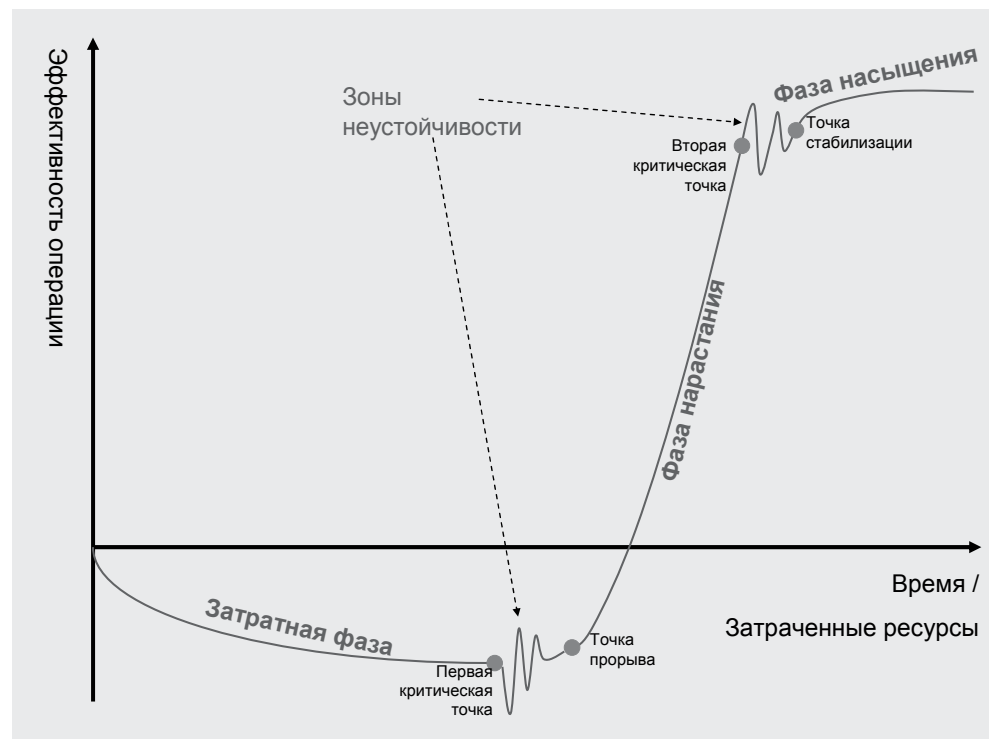 Эффективность операции
Зоны
неустойчивости
Фаза насыщения
Точка
стабилизации
Вторая
критическая
точка
Фаза нарастания
Время /
Затраченные ресурсы
Затратная фаза
Точка
прорыва
Первая
критическая
точка